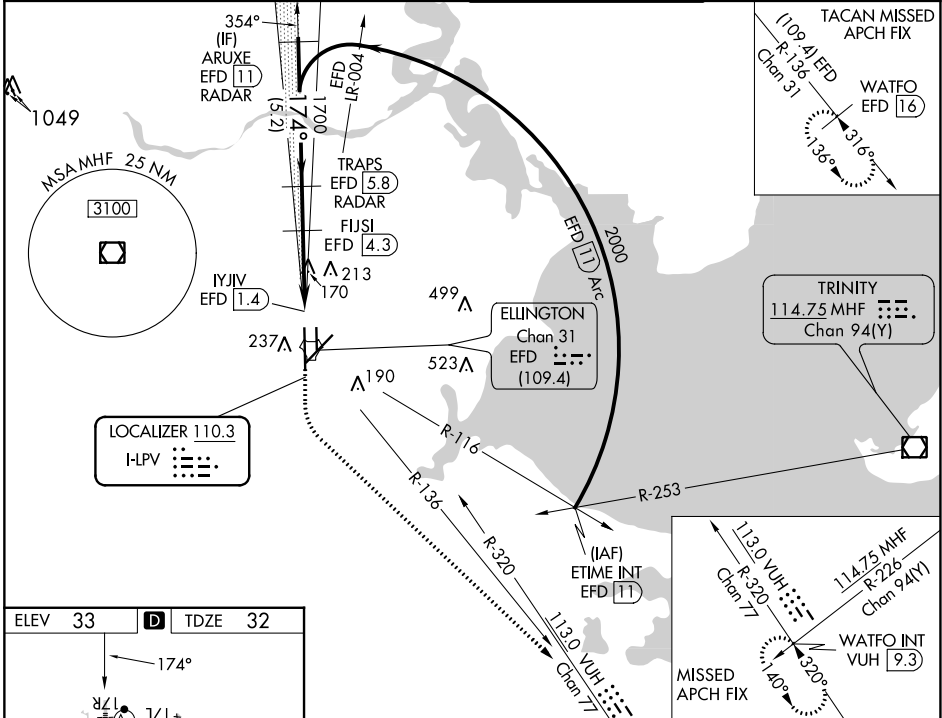 354°
(IF)
ARUXE
EFD 11
RADAR
1049
MSA MHF 25 NM
3100
174°
(5.2)
1700
EFD
LR-004
TRAPS
EFD 5.8
RADAR
FIJSI
EFD 4.3
IYJIV
EFD 1.4
213
170
237
499
523
190
ELLINGTON
Chan 31
EFD
(109.4)
EFD 11 Arc
2000
TACAN MISSED
APCH FIX
(109.4) EFD
R-136
Chan 31
WATFO
EFD 16
136°
316°
TRINITY
114.75 MHF
Chan 94(Y)
LOCALIZER 110.3
I-LPV
R-116
R-136
R-320
R-253
(IAF)
ETIME INT
EFD 11
113.0 VUH
Chan 77
113.0 VUH
R-320
Chan 77
114.75 MHF
R-226
Chan 94(Y)
WATFO INT
VUH 9.3
140°
320°
MISSED
APCH FIX
ELEV 33
D
TDZE 32
174°
17R
17L